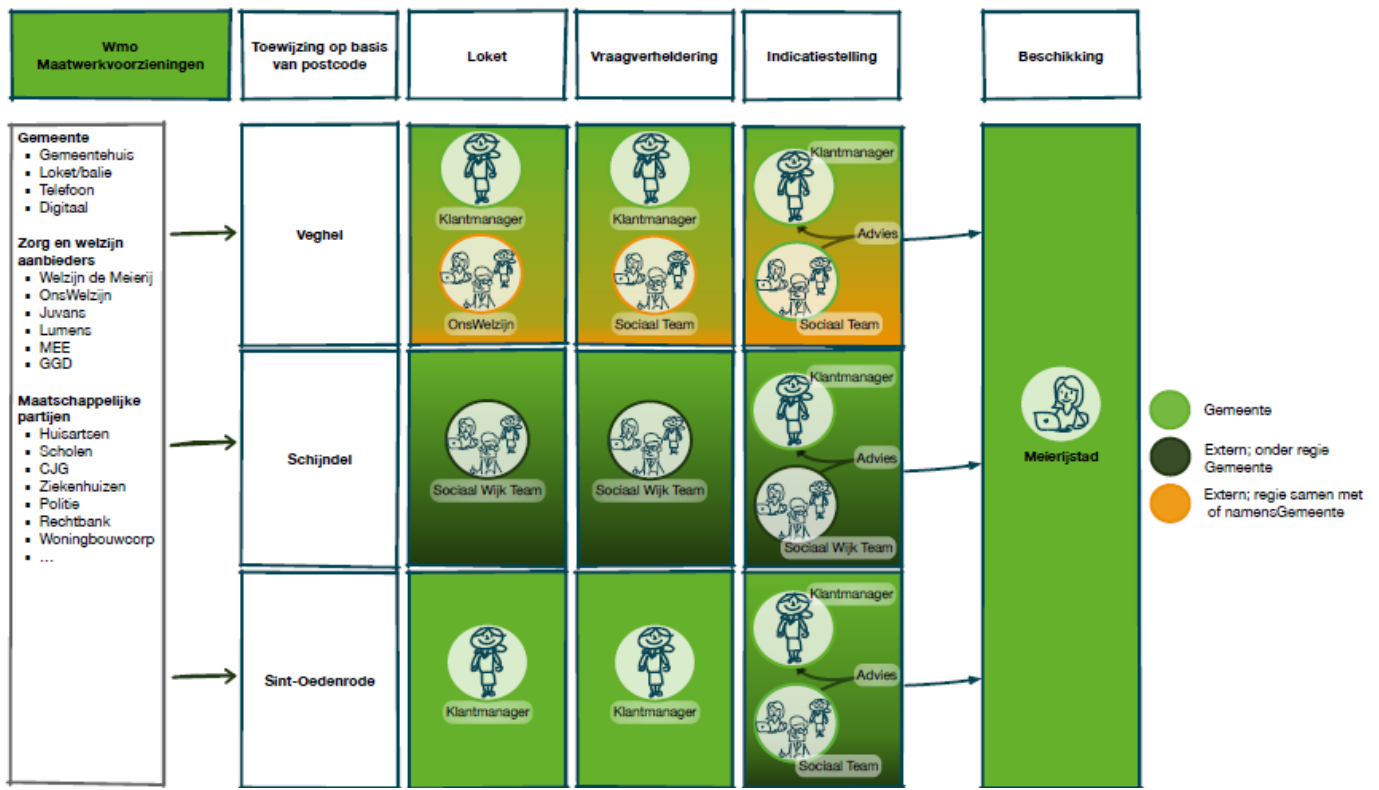 Wmo
Maatwerkvoorzieningen
Toewijzing op basis
van postcode
Loket
Vraagverheldering
Indicatiestelling
Beschikking
Gemeente
▪ Gemeentehuis
▪ Loket/balie
▪ Telefoon
▪ Digitaal
Zorg en welzijn
aanbieders
▪ Welzijn de Meierij
▪ OnsWelzijn
▪ Juvans
▪ Lumens
▪ MEE
▪ GGD
Maatschappelijke
partijen
▪ Huisartsen
▪ Scholen
▪ CJG
▪ Ziekenhuizen
▪ Politie
▪ Rechtbank
▪ Woningbouwcorp
▪ ...
Veghel
Klantmanager
OnsWelzijn
Klantmanager
Sociaal Team
Klantmanager
Advies
Sociaal Team
Schijndel
Sociaal Wijk Team
Sociaal Wijk Team
Klantmanager
Advies
Sociaal Wijk Team
Sint-Oedenrode
Klantmanager
Klantmanager
Klantmanager
Advies
Sociaal Team
Meierijstad
Gemeente
Extern; onder regie
Gemeente
Extern; regie samen met
of namensGemeente